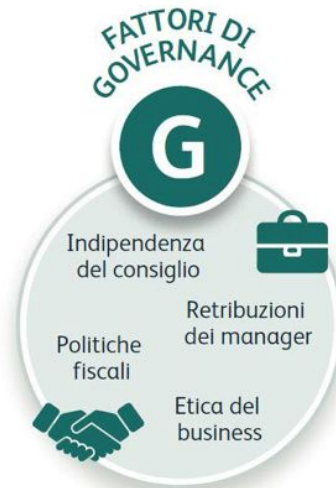 FATTORI DI
GOVERNANCE
G
Indipendenza
del consiglio
Retribuzioni
dei manager
Politiche
fiscali
Etica del
business